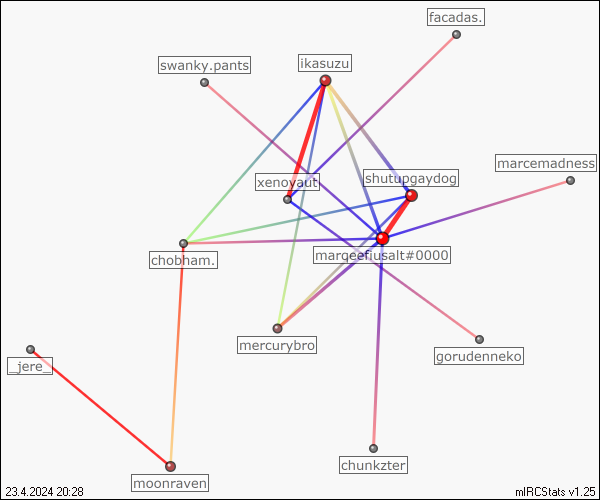 facadas.
swanky.pants
ikasuzu
marcemadness
xenoyaut
shutupgaydog
chobham.
marqeefiusalt#0000
mercurybro
gorudenneko
_jere_
chunkzter
moonraven
23.4.2024 20:28
mIRCStats v1.25